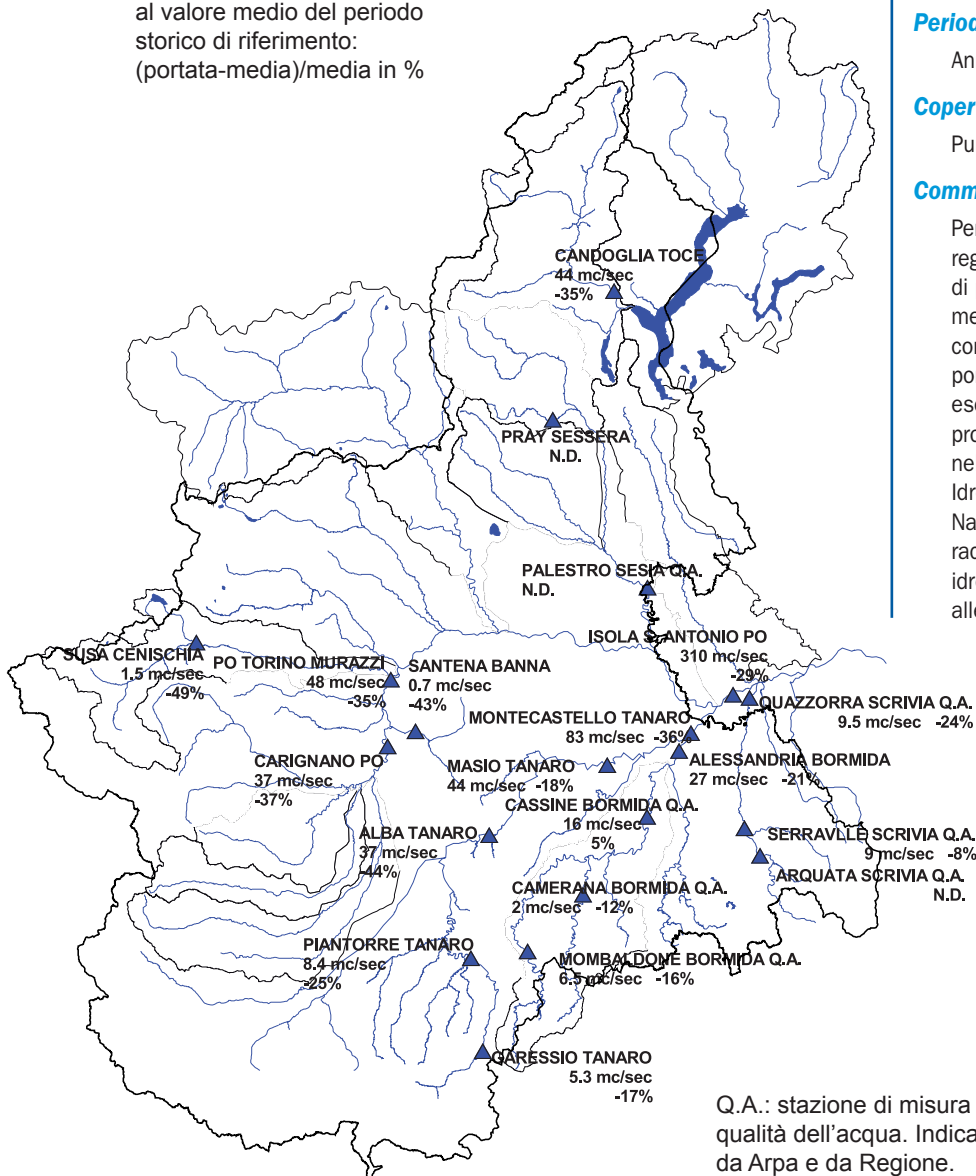 al valore medio del periodo
storico di riferimento:
(portata-media)/media in %
CANDOGLIA TOCE
44 mc/sec
-35%
PRAY SESSERA
N.D.
PALESTRO SESIA Q.A.
N.D.
ISOLA S. ANTONIO PO
310 mc/sec
-29%
SUSA CENISCHIA
1.5 mc/sec
-49%
PO TORINO MURAZZI
48 mc/sec
-35%
SANTENA BANNA
0.7 mc/sec
-43%
QUAZZORRA SCRIVIA Q.A.
9.5 mc/sec -24%
MONTECASTELLO TANARO
83 mc/sec -36%
CARIGNANO PO
37 mc/sec
-37%
MASIO TANARO
44 mc/sec -18%
ALESSANDRIA BORMIDA
27 mc/sec -21%
CASSINE BORMIDA Q.A.
16 mc/sec
5%
ALBA TANARO
37 mc/sec
-44%
SERRAVLLE SCRIVIA Q.A.
9 mc/sec -8%
ARQUATA SCRIVIA Q.A.
N.D.
CAMERANA BORMIDA Q.A.
2 mc/sec -12%
PIANTORRE TANARO
8.4 mc/sec
-25%
MOMBALDONE BORMIDA Q.A.
6.5 mc/sec -16%
GARESSIO TANARO
5.3 mc/sec
-17%
Q.A.: stazione di misura
qualità dell'acqua. Indica
da Arpa e da Regione.
Period
An
Coper
Pu
Comm
Per
reg
di
me
cor
por
eso
pro
ne
Idr
Na
rac
idr
alle